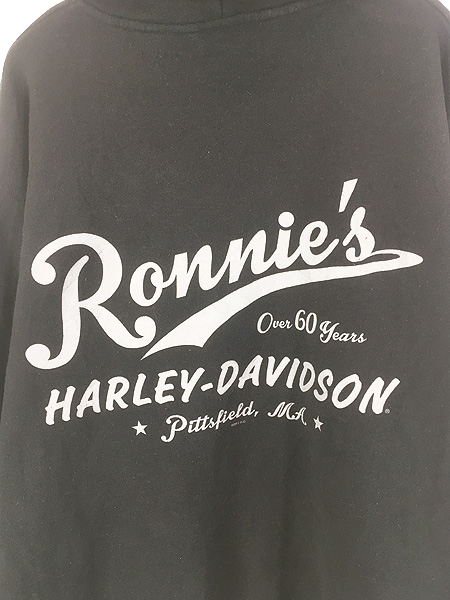 Ronnie's
Over 60 Years
HARLEY-DAVIDSON®
Pittsfield, MA